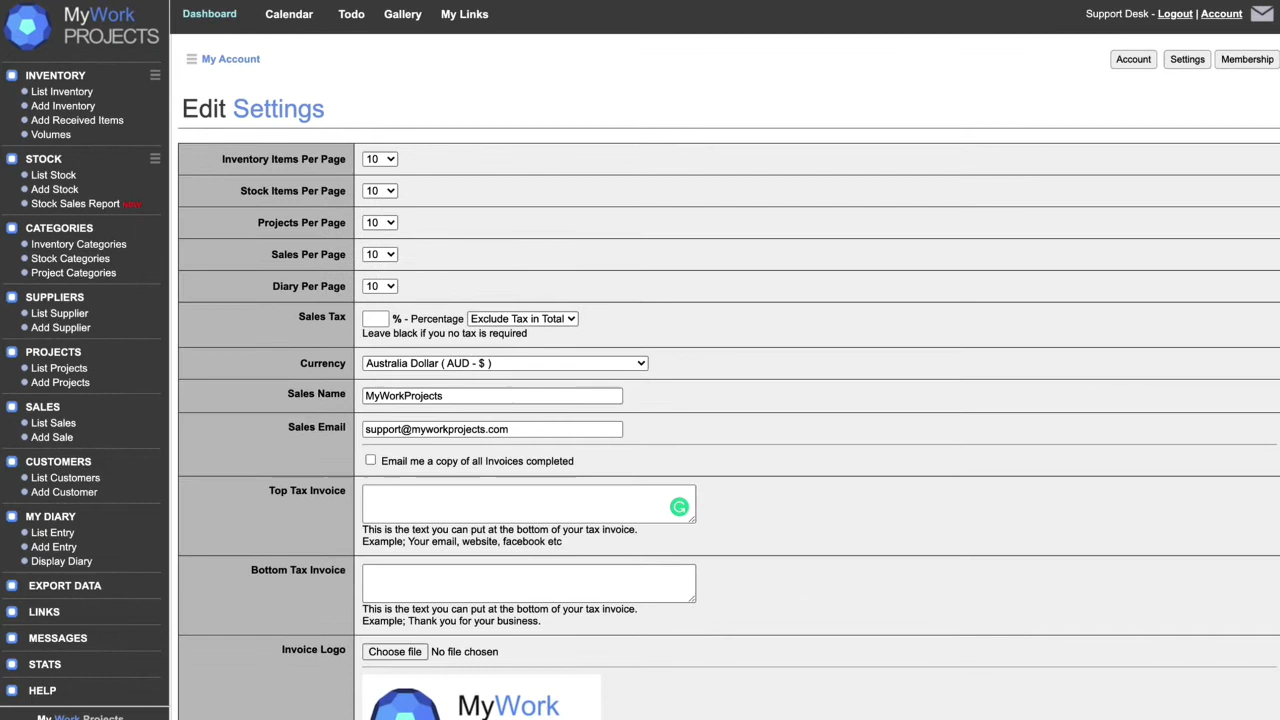 MyWork
PROJECTS
Dashboard
Calendar
Todo
Gallery
My Links
Support Desk - Logout | Account
INVENTORY
List Inventory
Add Inventory
Add Received Items
Volumes
STOCK
List Stock
Add Stock
Stock Sales Report new
CATEGORIES
Inventory Categories
Stock Categories
Project Categories
SUPPLIERS
List Supplier
Add Supplier
PROJECTS
List Projects
Add Projects
SALES
List Sales
Add Sale
CUSTOMERS
List Customers
Add Customer
MY DIARY
List Entry
Add Entry
Display Diary
EXPORT DATA
LINKS
MESSAGES
STATS
HELP
My Work Projects
My Account
Account
Settings
Membership
Edit Settings
Inventory Items Per Page 10
Stock Items Per Page 10
Projects Per Page 10
Sales Per Page 10
Diary Per Page 10
Sales Tax % - Percentage Exclude Tax in Total
Leave black if you no tax is required
Currency Australia Dollar ( AUD - $ )
Sales Name MyWorkProjects
Sales Email support@myworkprojects.com
Email me a copy of all Invoices completed
Top Tax Invoice
This is the text you can put at the bottom of your tax invoice.
Example; Your email, website, facebook etc
Bottom Tax Invoice
This is the text you can put at the bottom of your tax invoice.
Example; Thank you for your business.
Invoice Logo Choose file No file chosen
MyWork